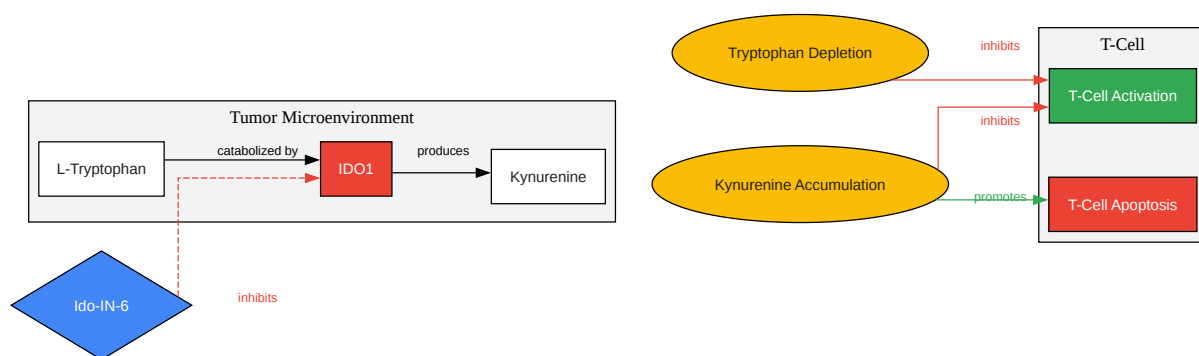 Tumor Microenvironment
L-Tryptophan
catabolized by
IDO1
produces
Kynurenine
Ido-IN-6
inhibits
Tryptophan Depletion
inhibits
T-Cell
T-Cell Activation
inhibits
Kynurenine Accumulation
promotes
T-Cell Apoptosis